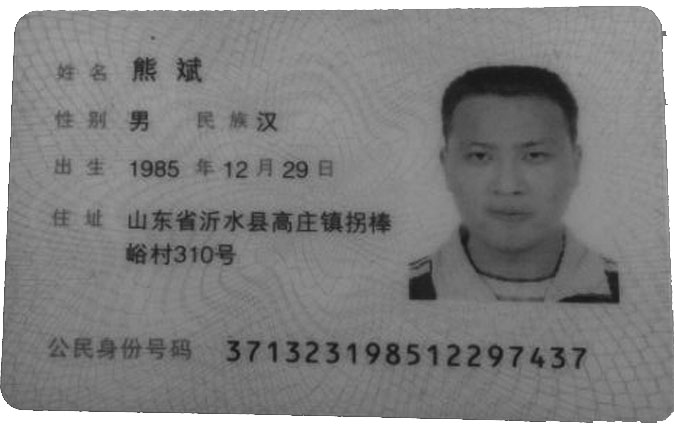 姓名 熊斌
性别 男 民族 汉
出生 1985 年 12 月 29 日
住址 山东省沂水县高庄镇拐棒
峪村310号
公民身份号码 371323198512297437